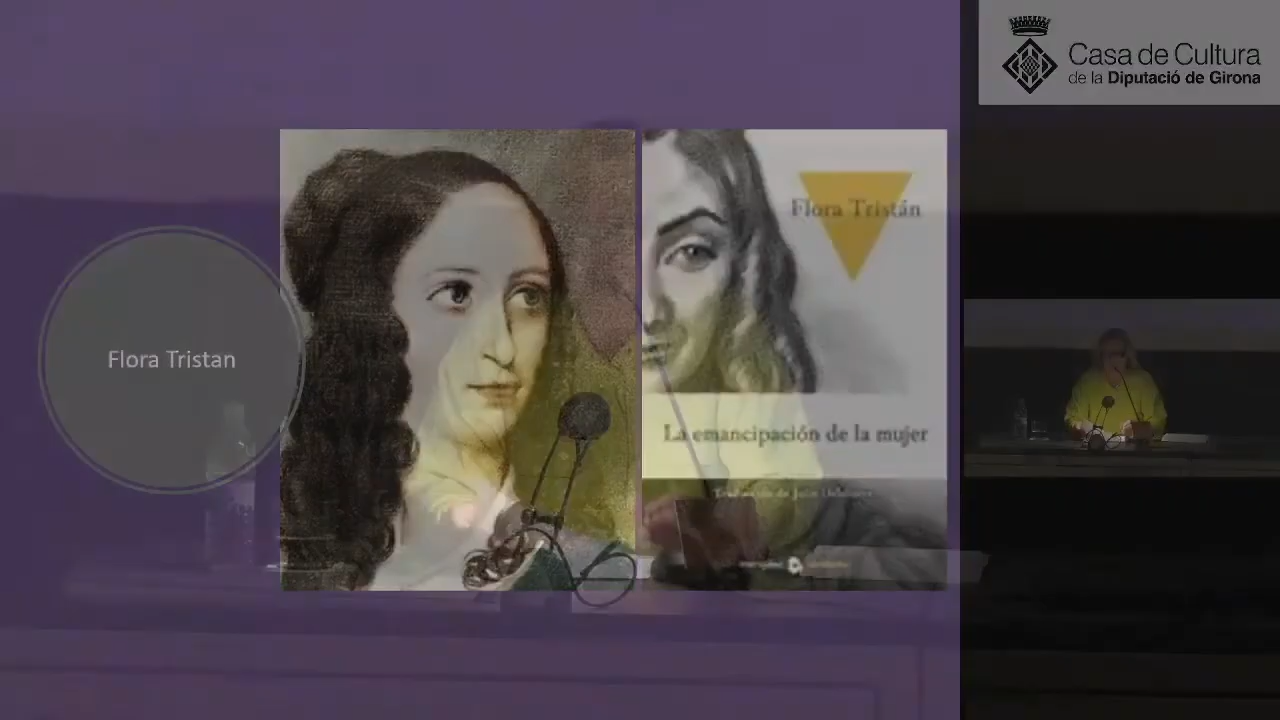 Flora Tristan
Flora Tristán
La emancipación de la mujer
Casa de Cultura
de la Diputació de Girona